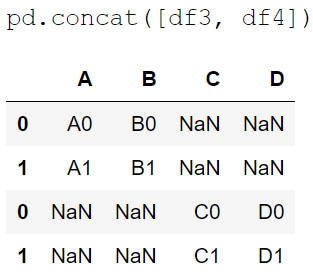 pd.concat([df3, df4])
A B C D
0 A0 B0 NaN NaN
1 A1 B1 NaN NaN
0 NaN NaN C0 D0
1 NaN NaN C1 D1